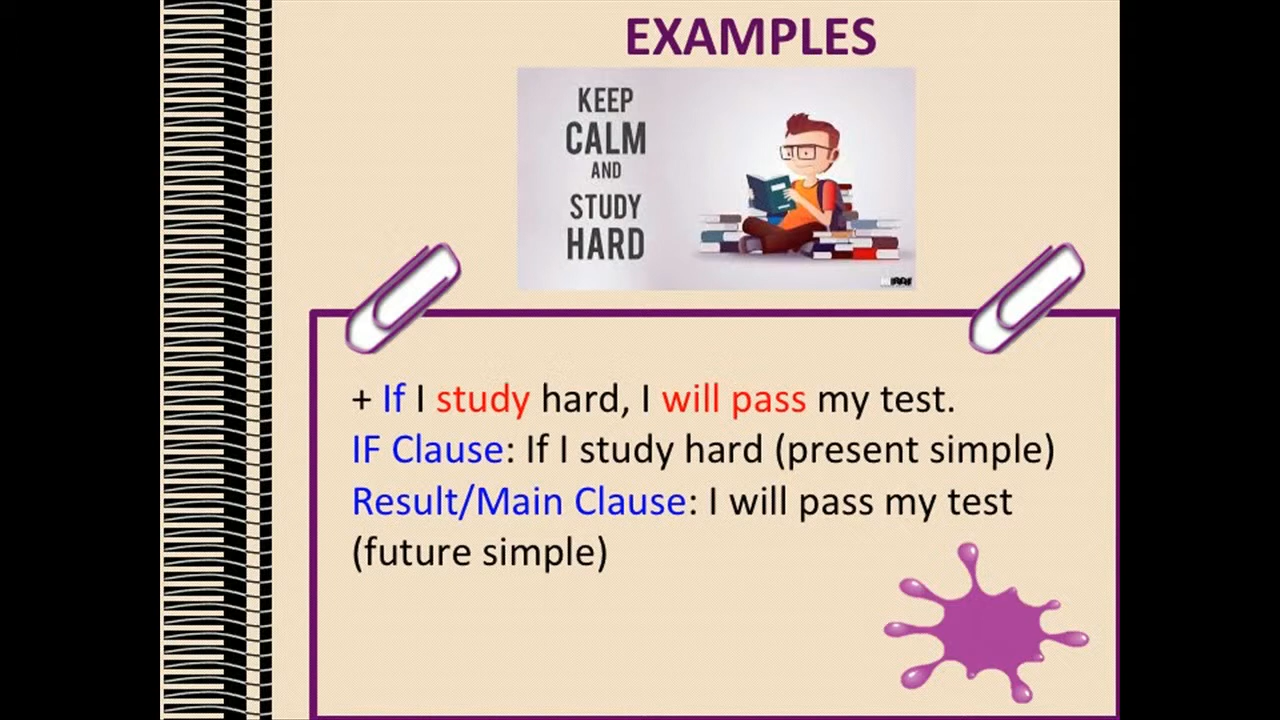 EXAMPLES
KEEP
CALM
AND
STUDY
HARD
+ If I study hard, I will pass my test.
IF Clause: If I study hard (present simple)
Result/Main Clause: I will pass my test
(future simple)